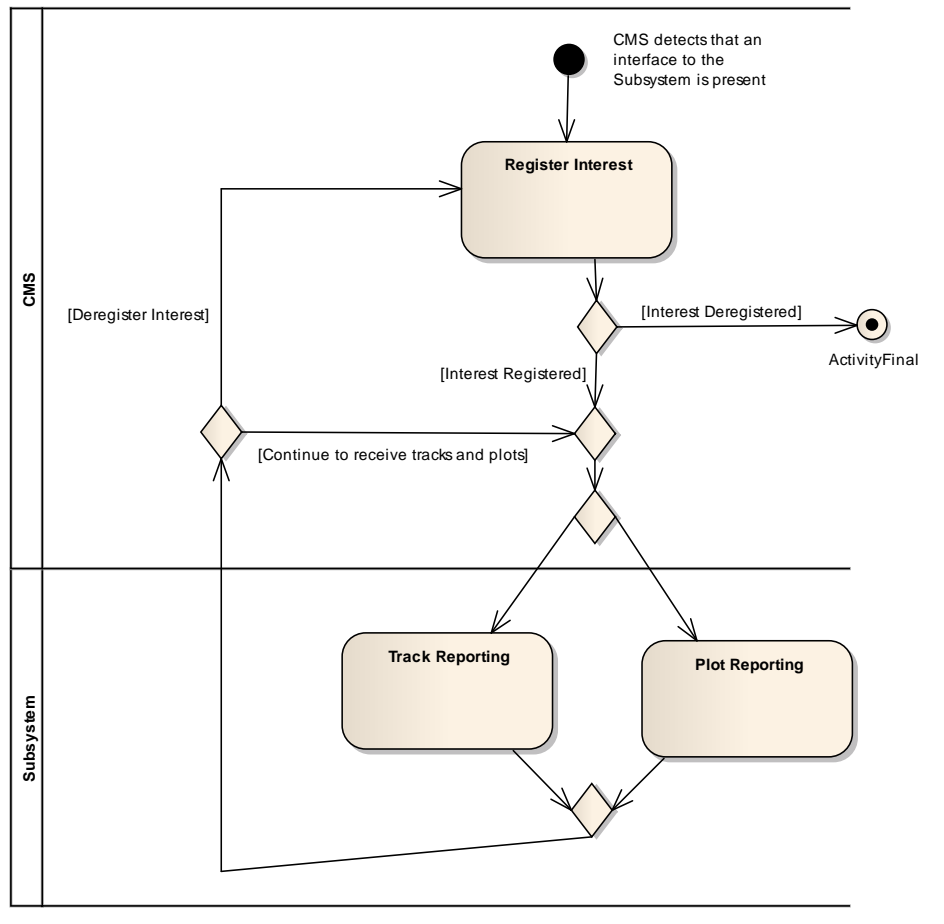 CMS detects that an
interface to the
Subsystem is present
Register Interest
CMS
[Deregister Interest]
[Interest Deregistered]
ActivityFinal
[Interest Registered]
[Continue to receive tracks and plots]
Subsystem
Track Reporting
Plot Reporting